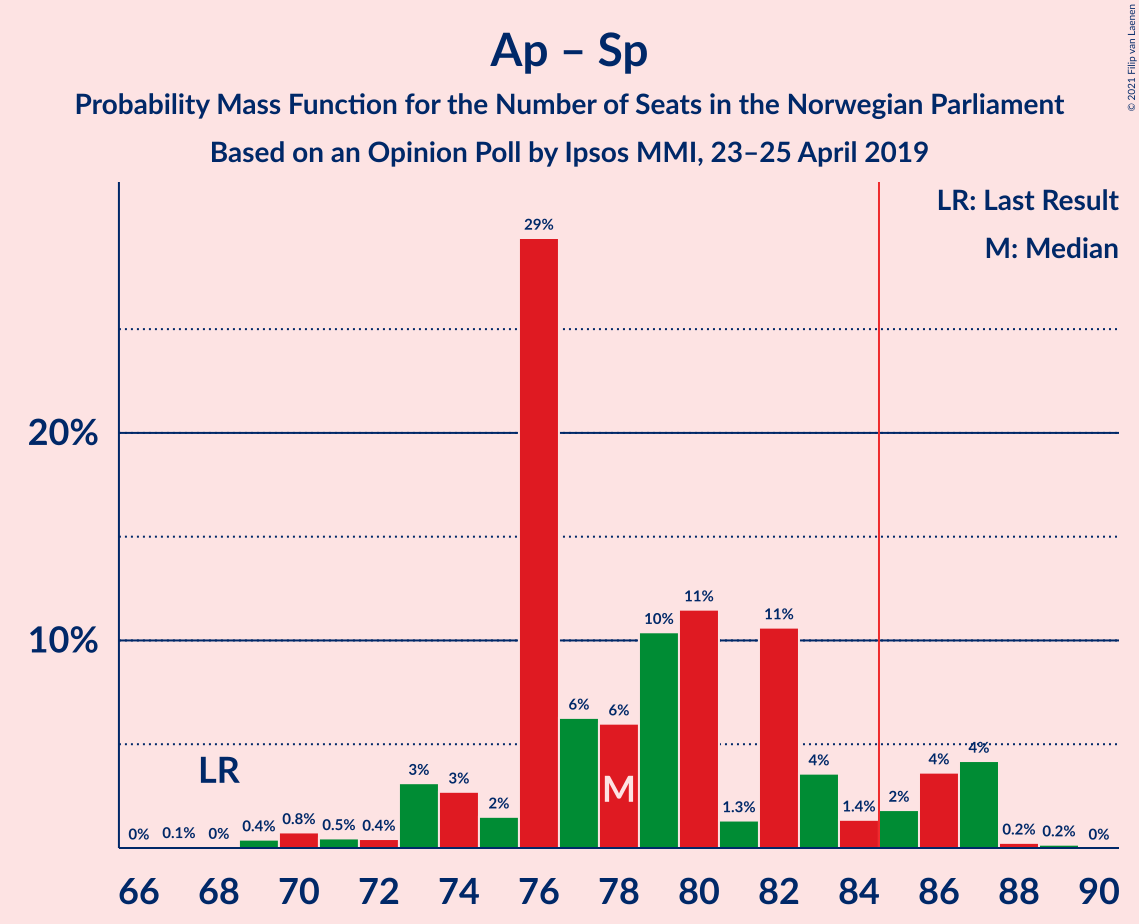 Ap – Sp
Probability Mass Function for the Number of Seats in the Norwegian Parliament
Based on an Opinion Poll by Ipsos MMI, 23–25 April 2019
© 2021 Filip van Laenen
LR: Last Result
M: Median
20%
10%
0% 0.1% 0% 0.4% 0.8% 0.5% 0.4% 3% 3% 2% 29% 6% 6% 10% 11% 1.3% 11% 4% 1.4% 2% 4% 4% 0.2% 0.2% 0%
LR
M
66 68 70 72 74 76 78 80 82 84 86 88 90